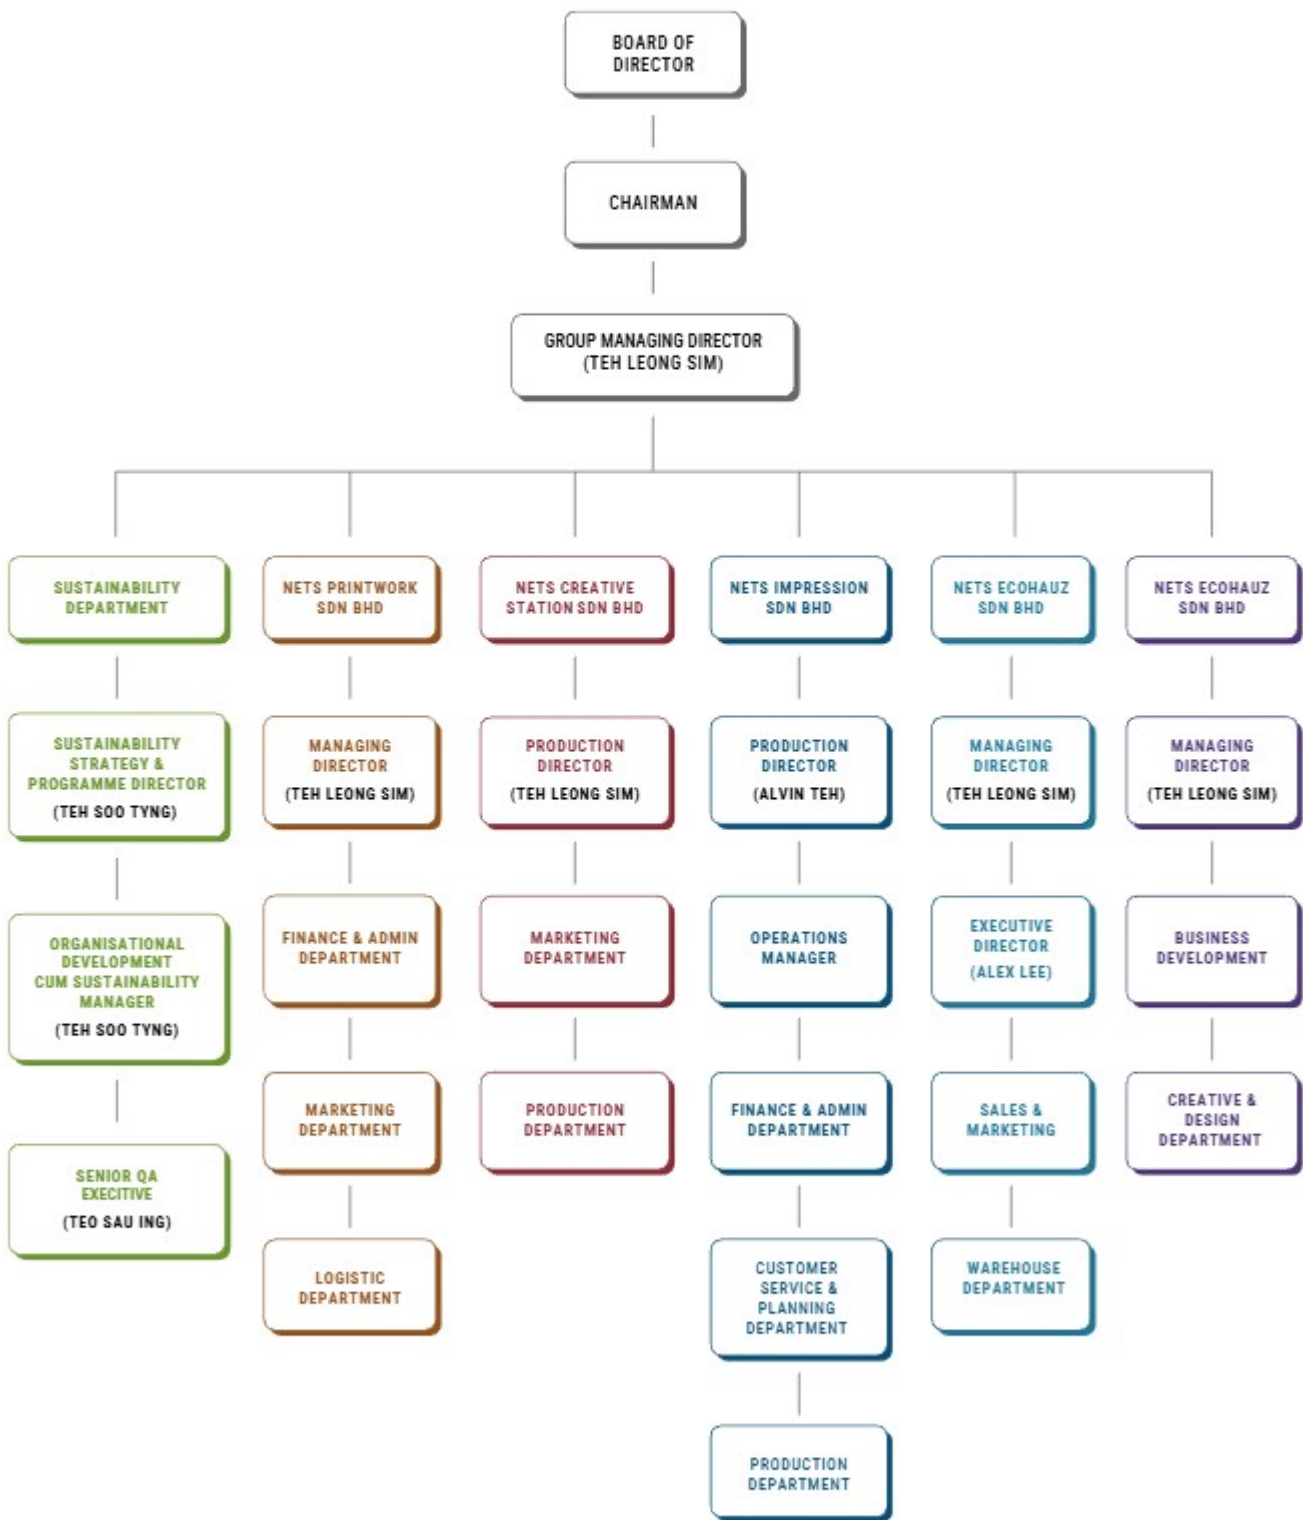 BOARD OF
DIRECTOR
CHAIRMAN
GROUP MANAGING DIRECTOR
(TEH LEONG SIM)
SUSTAINABILITY
DEPARTMENT
SUSTAINABILITY
STRATEGY &
PROGRAMME DIRECTOR
(TEH SOO TYNG)
ORGANISATIONAL
DEVELOPMENT
CUM SUSTAINABILITY
MANAGER
(TEH SOO TYNG)
SENIOR QA
EXECITIVE
(TEO SAU ING)
NETS PRINTWORK
SDN BHD
MANAGING
DIRECTOR
(TEH LEONG SIM)
FINANCE & ADMIN
DEPARTMENT
MARKETING
DEPARTMENT
LOGISTIC
DEPARTMENT
NETS CREATIVE
STATION SDN BHD
PRODUCTION
DIRECTOR
(TEH LEONG SIM)
MARKETING
DEPARTMENT
PRODUCTION
DEPARTMENT
NETS IMPRESSION
SDN BHD
PRODUCTION
DIRECTOR
(ALVIN TEH)
OPERATIONS
MANAGER
FINANCE & ADMIN
DEPARTMENT
CUSTOMER
SERVICE &
PLANNING
DEPARTMENT
PRODUCTION
DEPARTMENT
NETS ECOHAUZ
SDN BHD
MANAGING
DIRECTOR
(TEH LEONG SIM)
EXECUTIVE
DIRECTOR
(ALEX LEE)
SALES &
MARKETING
WAREHOUSE
DEPARTMENT
NETS ECOHAUZ
SDN BHD
MANAGING
DIRECTOR
(TEH LEONG SIM)
BUSINESS
DEVELOPMENT
CREATIVE &
DESIGN
DEPARTMENT